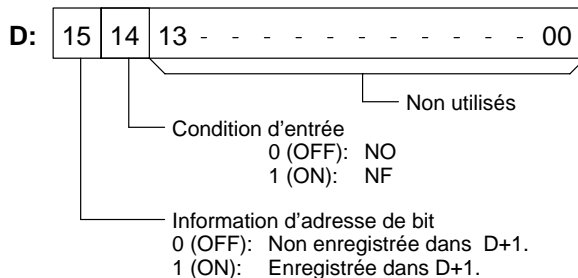 D: 15 14 13 - - - - - - - - - - - - 00
Non utilisés
Condition d'entrée
0 (OFF): NO
1 (ON): NF
Information d'adresse de bit
0 (OFF): Non enregistrée dans D+1.
1 (ON): Enregistrée dans D+1.